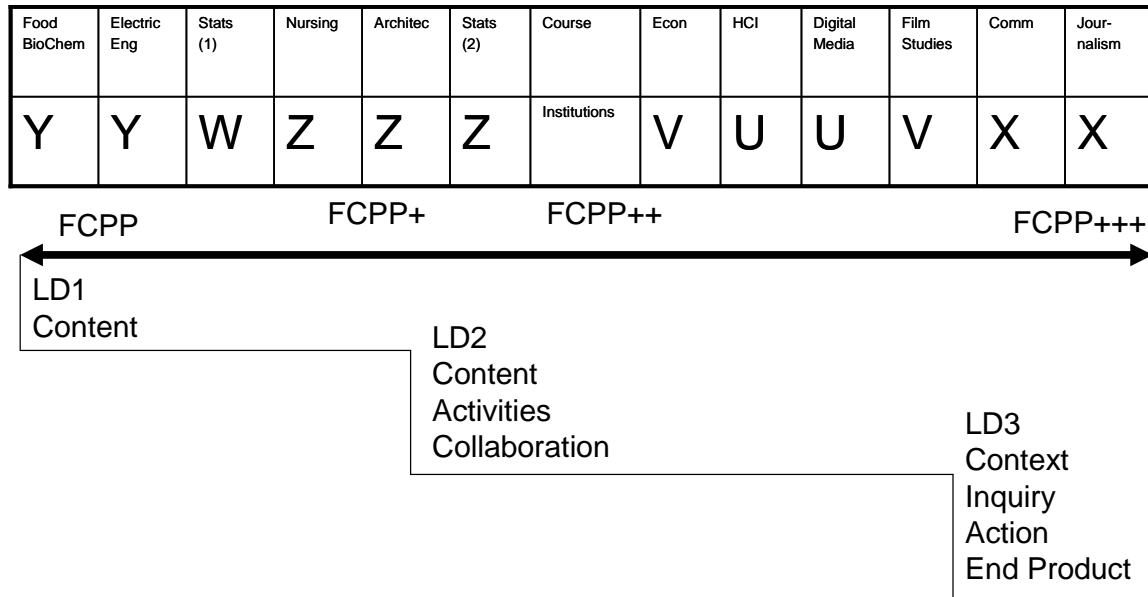 Food BioChem Electric Eng Stats (1) Nursing Architec Stats (2) Course Econ HCI Digital Media Film Studies Comm Jour-nalism
Y Y W Z Z Z Institutions V U U V X X
FCPP FCPP+ FCPP++ FCPP+++
LD1
Content
LD2
Content
Activities
Collaboration
LD3
Context
Inquiry
Action
End Product